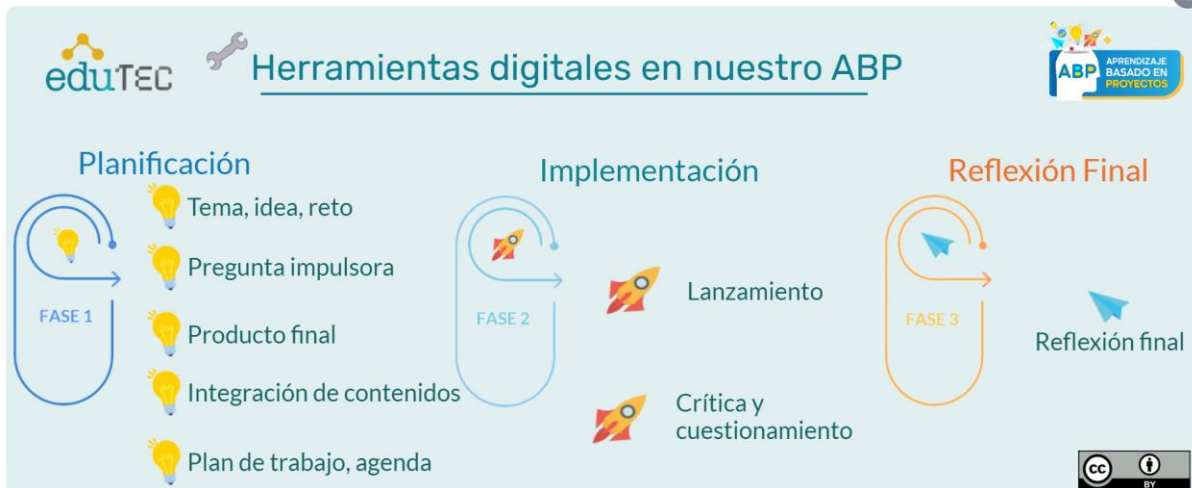 eduTEC
Herramientas digitales en nuestro ABP
ABP
APRENDIZAJE
BASADO EN
PROYECTOS
Planificación
FASE 1
Tema, idea, reto
Pregunta impulsora
Producto final
Integración de contenidos
Plan de trabajo, agenda
Implementación
FASE 2
Lanzamiento
Crítica y
cuestionamiento
Reflexión Final
FASE 3
Reflexión final
cc
BY